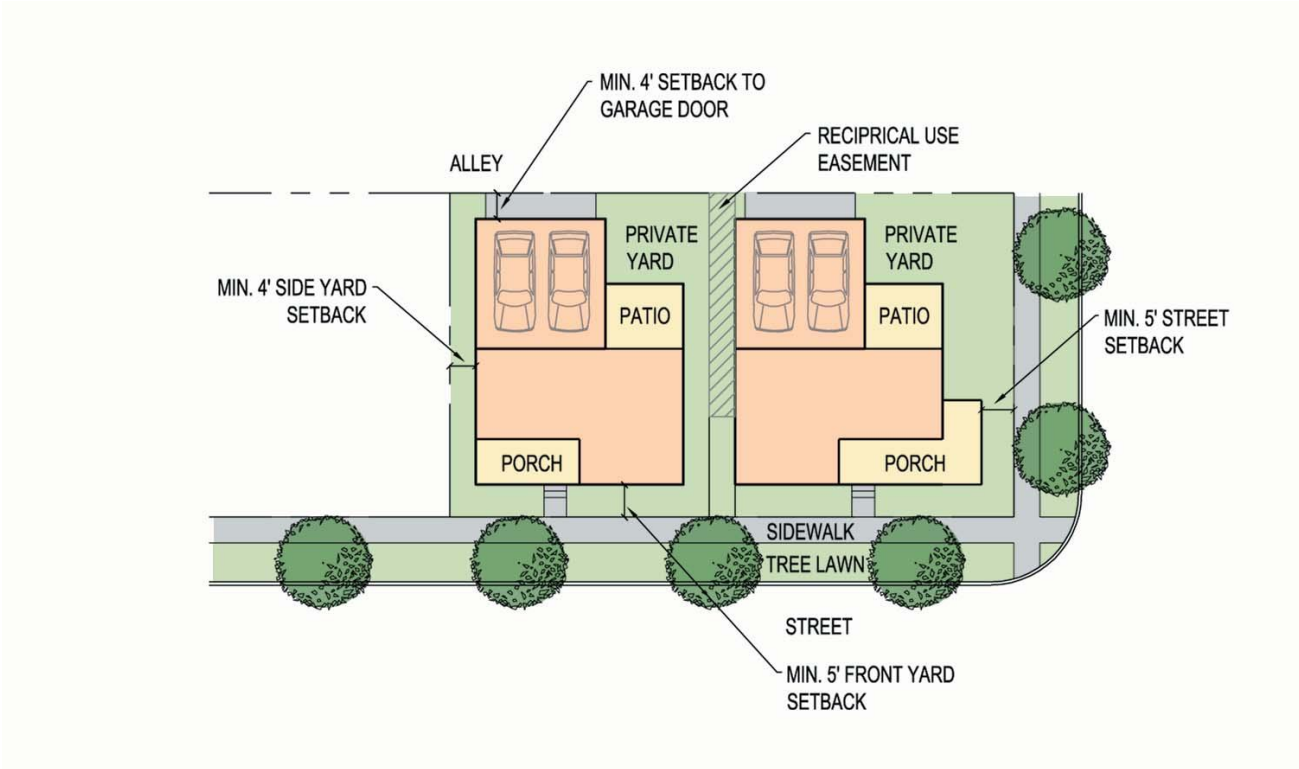 MIN. 4' SETBACK TO
GARAGE DOOR
RECIPRICAL USE
EASEMENT
ALLEY
PRIVATE
YARD
PRIVATE
YARD
MIN. 4' SIDE YARD
SETBACK
PATIO
PATIO
MIN. 5' STREET
SETBACK
PORCH
PORCH
SIDEWALK
TREE LAWN
STREET
MIN. 5' FRONT YARD
SETBACK